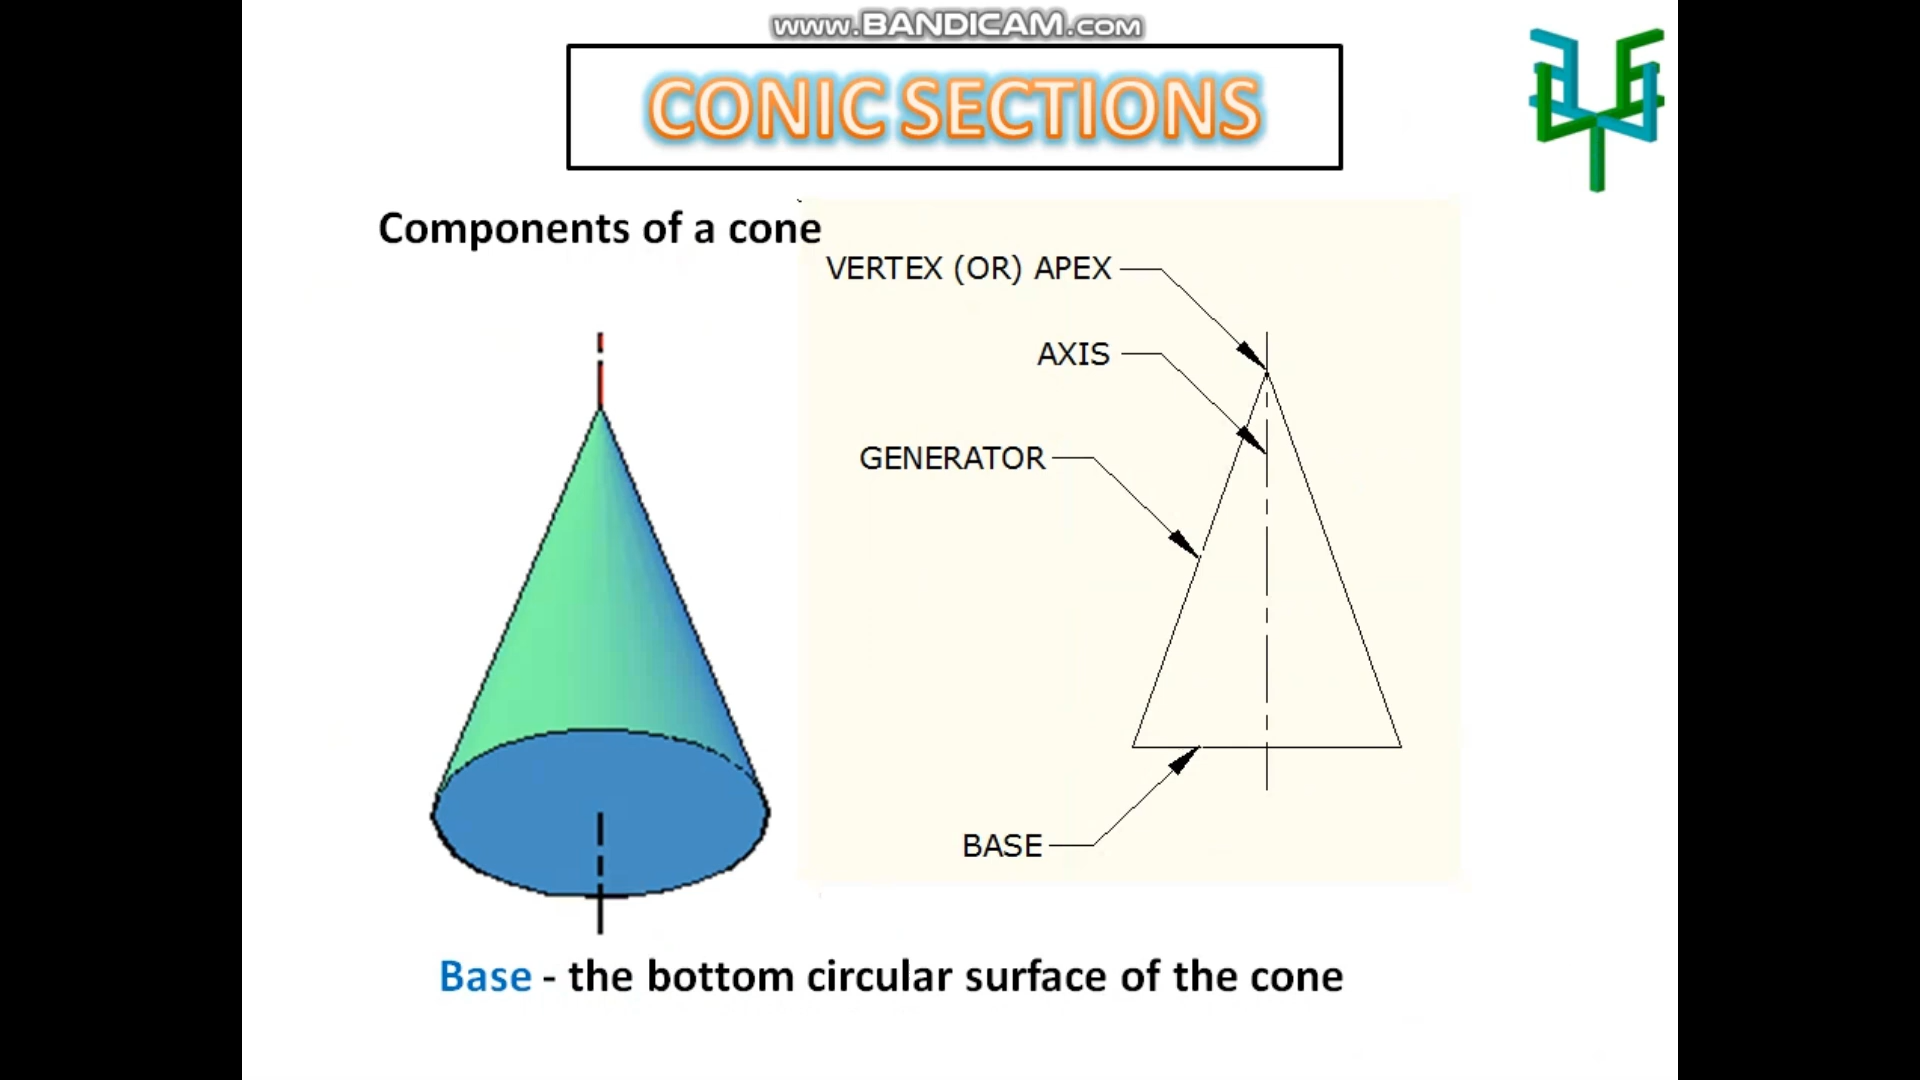 www.BANDICAM.com
CONIC SECTIONS
Components of a cone
VERTEX (OR) APEX
AXIS
GENERATOR
BASE
Base - the bottom circular surface of the cone